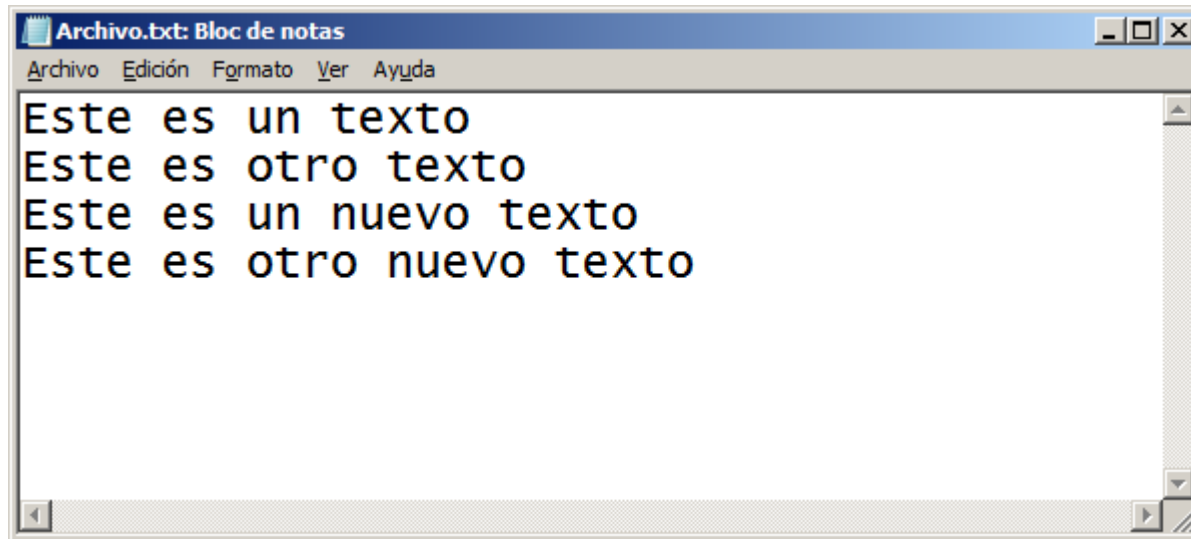 Archivo.txt: Bloc de notas
Archivo Edición Formato Ver Ayuda
Este es un texto
Este es otro texto
Este es un nuevo texto
Este es otro nuevo texto